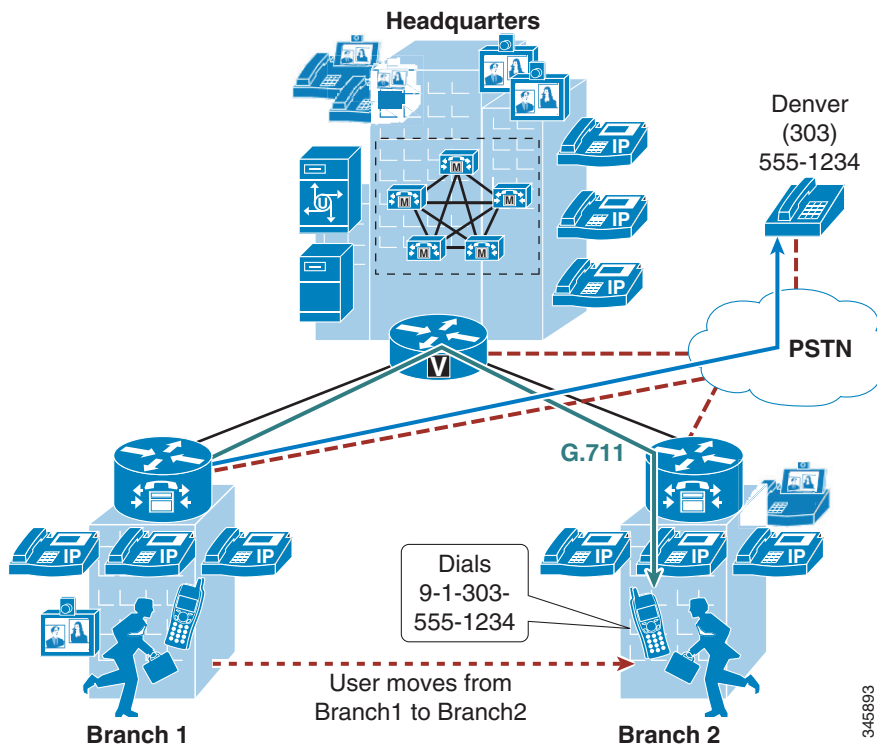 Headquarters
Denver
(303)
555-1234
IP
IP
IP
M
M
M
M
M
U
V
PSTN
G.711
IP
IP
IP
IP
IP
IP
Dials
9-1-303-
555-1234
User moves from
Branch1 to Branch2
Branch 1
Branch 2
345893